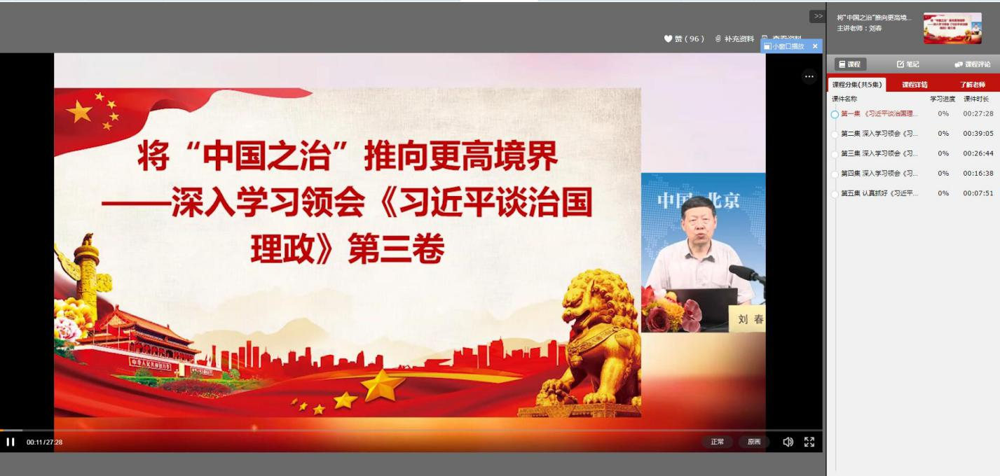 >>
赞(96)
补充资料
查看资料
小窗口播放
将“中国之治”推向更高境界
——深入学习领会《习近平谈治国
理政》第三卷
中国 北京
刘 春
00:11/27:28
正常
原画
将“中国之治”推向更高境...
主讲老师：刘春
课程
笔记
课程评论
课程分集(共5集)
课程详情
了解老师
课件名称 学习进度 课件时长
第一集 《习近平谈治国理... 0% 00:27:28
第二集 深入学习领会《习... 0% 00:39:05
第三集 深入学习领会《习... 0% 00:26:44
第四集 深入学习领会《习... 0% 00:16:38
第五集 认真抓好《习近平... 0% 00:07:51